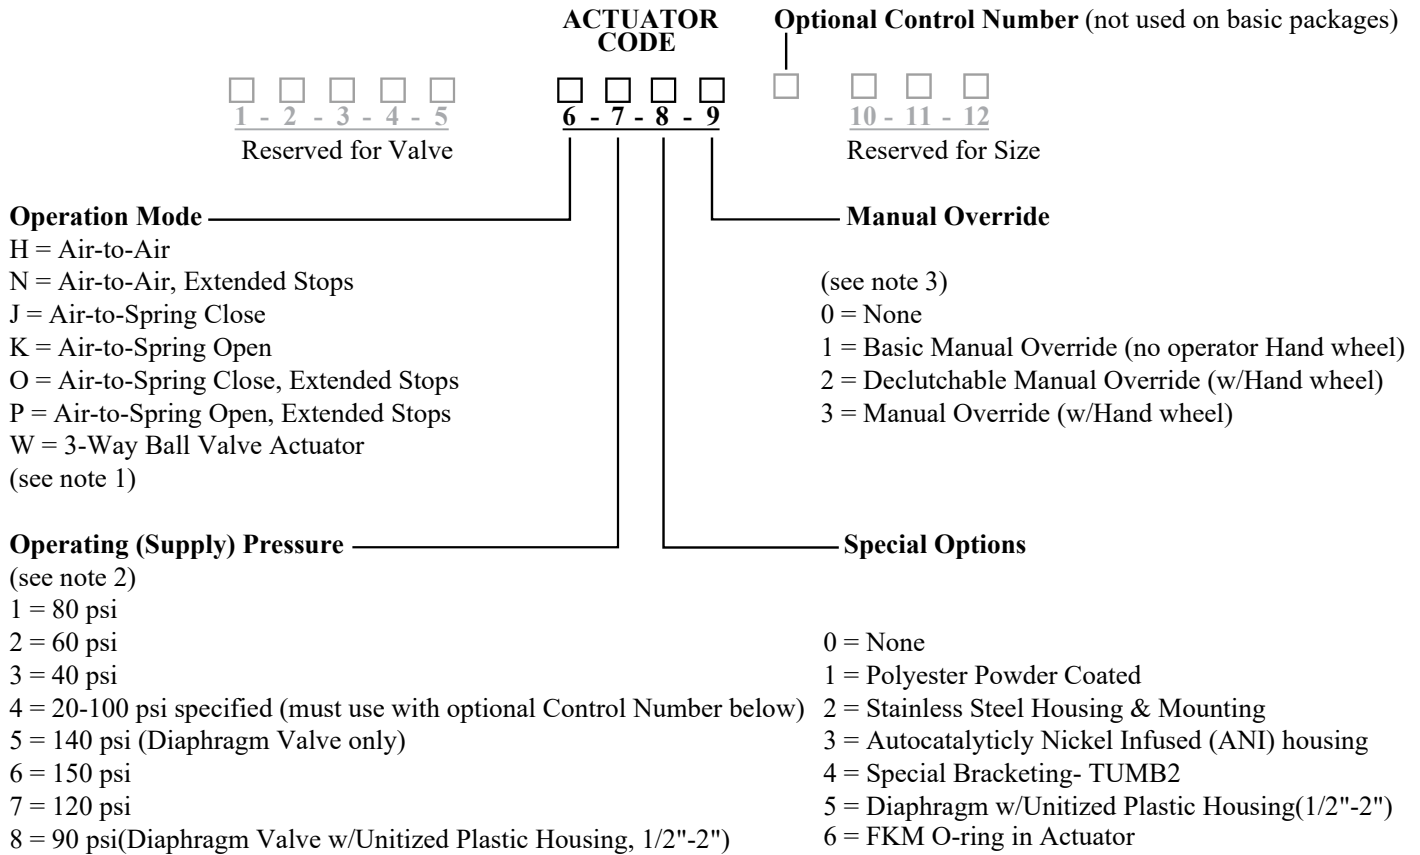 ACTUATOR
CODE
Optional Control Number (not used on basic packages)
1 - 2 - 3 - 4 - 5
6 - 7 - 8 - 9
10 - 11 - 12
Reserved for Valve
Reserved for Size
Operation Mode
H = Air-to-Air
N = Air-to-Air, Extended Stops
J = Air-to-Spring Close
K = Air-to-Spring Open
O = Air-to-Spring Close, Extended Stops
P = Air-to-Spring Open, Extended Stops
W = 3-Way Ball Valve Actuator
(see note 1)
Manual Override
(see note 3)
0 = None
1 = Basic Manual Override (no operator Hand wheel)
2 = Declutchable Manual Override (w/Hand wheel)
3 = Manual Override (w/Hand wheel)
Operating (Supply) Pressure
(see note 2)
1 = 80 psi
2 = 60 psi
3 = 40 psi
4 = 20-100 psi specified (must use with optional Control Number below)
5 = 140 psi (Diaphragm Valve only)
6 = 150 psi
7 = 120 psi
8 = 90 psi(Diaphragm Valve w/Unitized Plastic Housing, 1/2"-2")
Special Options
0 = None
1 = Polyester Powder Coated
2 = Stainless Steel Housing & Mounting
3 = Autocatalyticly Nickel Infused (ANI) housing
4 = Special Bracketing- TUMB2
5 = Diaphragm w/Unitized Plastic Housing(1/2"-2")
6 = FKM O-ring in Actuator